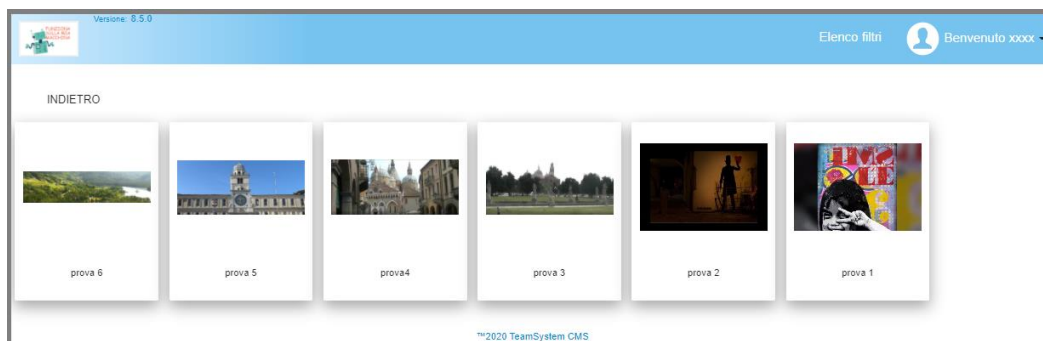 Versione: 8.5.0
Elenco filtri
Benvenuto xxxx
INDIETRO
prova 6
prova 5
prova4
prova 3
prova 2
prova 1
™2020 TeamSystem CMS